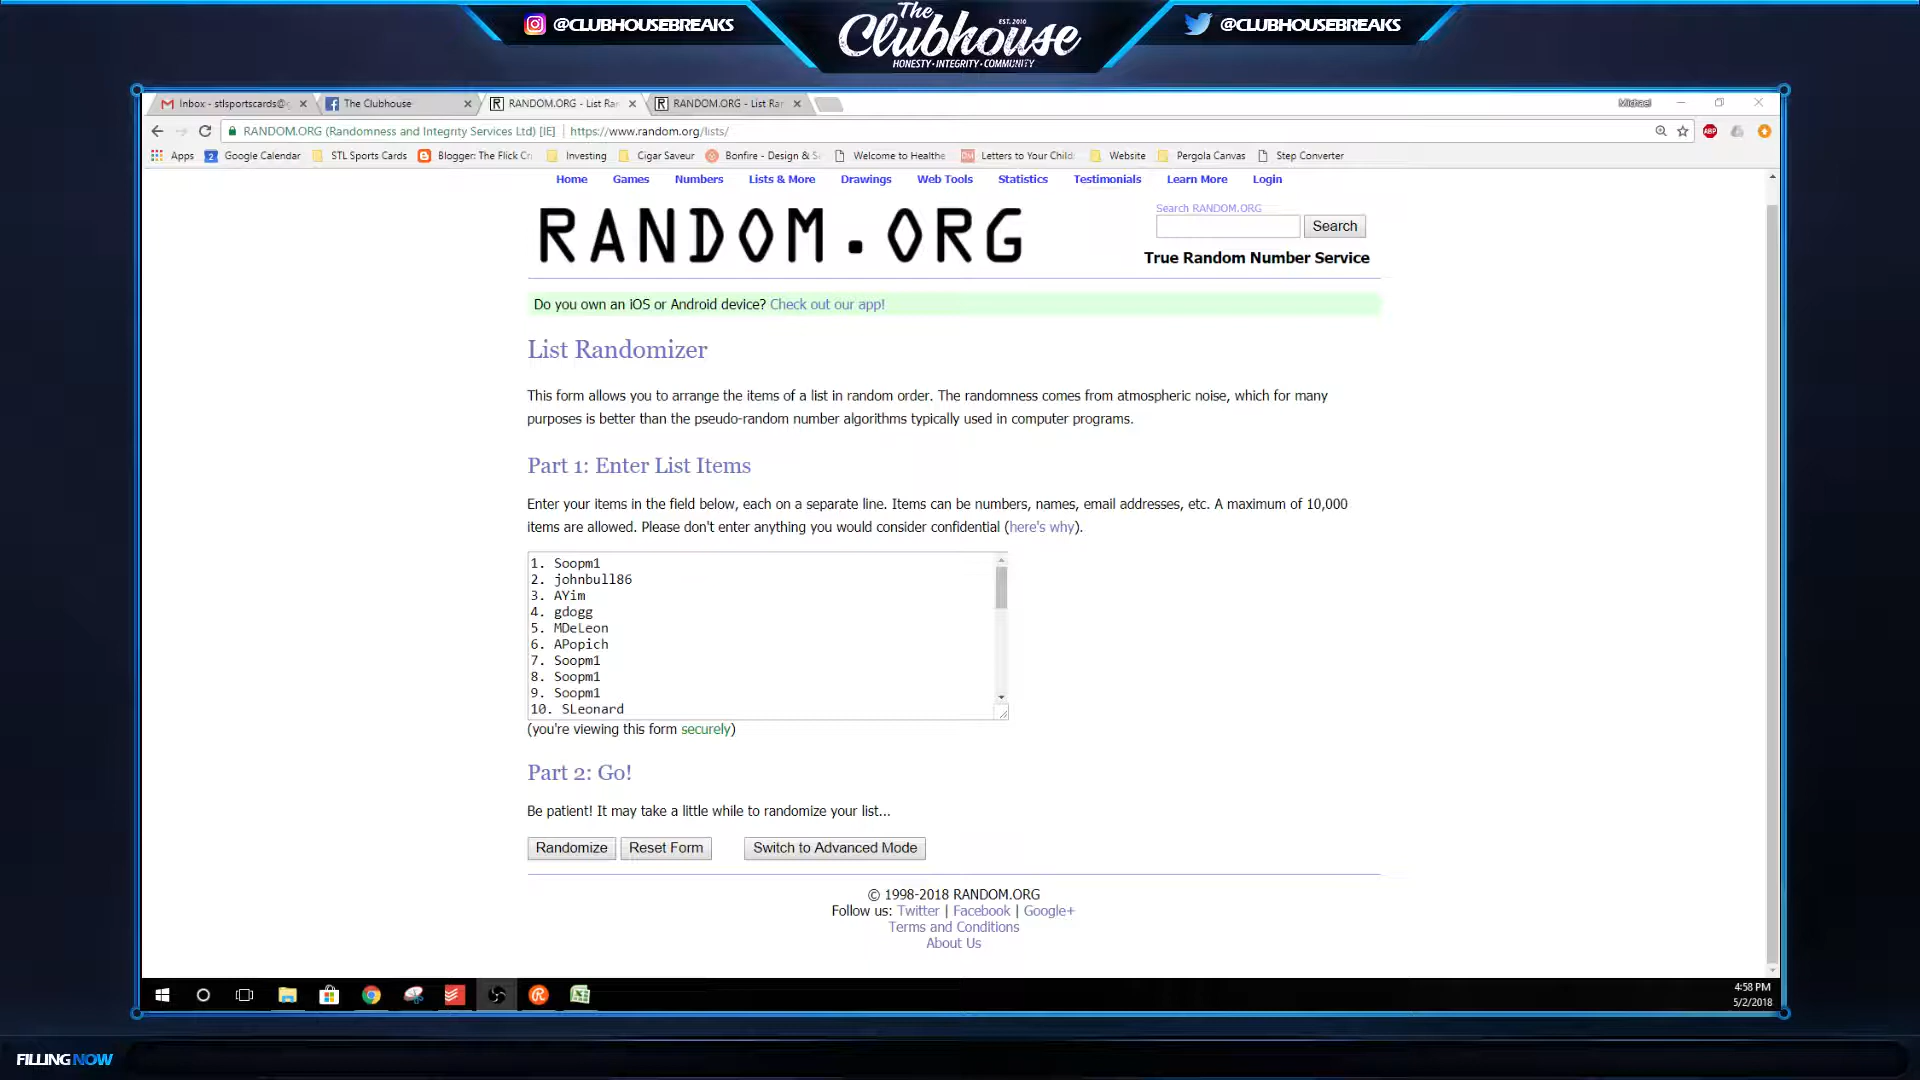 @CLUBHOUSEBREAKS
The Clubhouse
EST. 2016
HONESTY • INTEGRITY • COMMUNITY
@CLUBHOUSEBREAKS
Inbox - stlsportscards@g
The Clubhouse
RANDOM.ORG - List Ra
RANDOM.ORG - List Ra
Michael
RANDOM.ORG (Randomness and Integrity Services Ltd) [IE] https://www.random.org/lists/
ABP
Apps
2 Google Calendar
STL Sports Cards
Blogger: The Flick Cr
Investing
Cigar Saveur
Bonfire - Design & S
Welcome to Healthe
Letters to Your Child
Website
Pergola Canvas
Step Converter
Home Games Numbers Lists & More Drawings Web Tools Statistics Testimonials Learn More Login
RANDOM.ORG
Search RANDOM.ORG
Search
True Random Number Service
Do you own an iOS or Android device? Check out our app!
List Randomizer
This form allows you to arrange the items of a list in random order. The randomness comes from atmospheric noise, which for many
purposes is better than the pseudo-random number algorithms typically used in computer programs.
Part 1: Enter List Items
Enter your items in the field below, each on a separate line. Items can be numbers, names, email addresses, etc. A maximum of 10,000
items are allowed. Please don't enter anything you would consider confidential (here's why).
1. Soopm1
2. johnbull86
3. AYim
4. gdogg
5. MDeLeon
6. APopich
7. Soopm1
8. Soopm1
9. Soopm1
10. SLeonard
(you're viewing this form securely)
Part 2: Go!
Be patient! It may take a little while to randomize your list...
Randomize Reset Form Switch to Advanced Mode
© 1998-2018 RANDOM.ORG
Follow us: Twitter | Facebook | Google+
Terms and Conditions
About Us
4:58 PM
5/2/2018
FILLING NOW